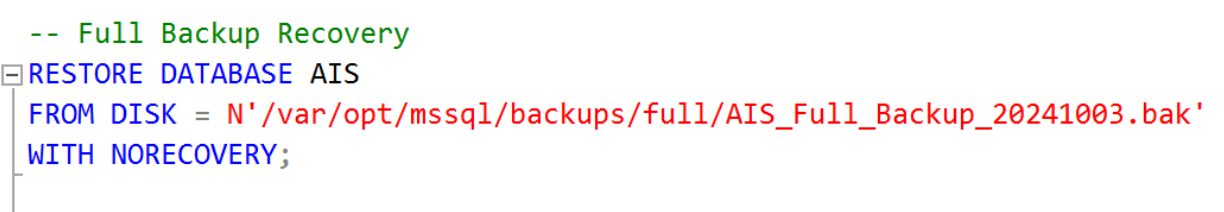 -- Full Backup Recovery
RESTORE DATABASE AIS
FROM DISK = N'/var/opt/mssql/backups/full/AIS_Full_Backup_20241003.bak'
WITH NORECOVERY;